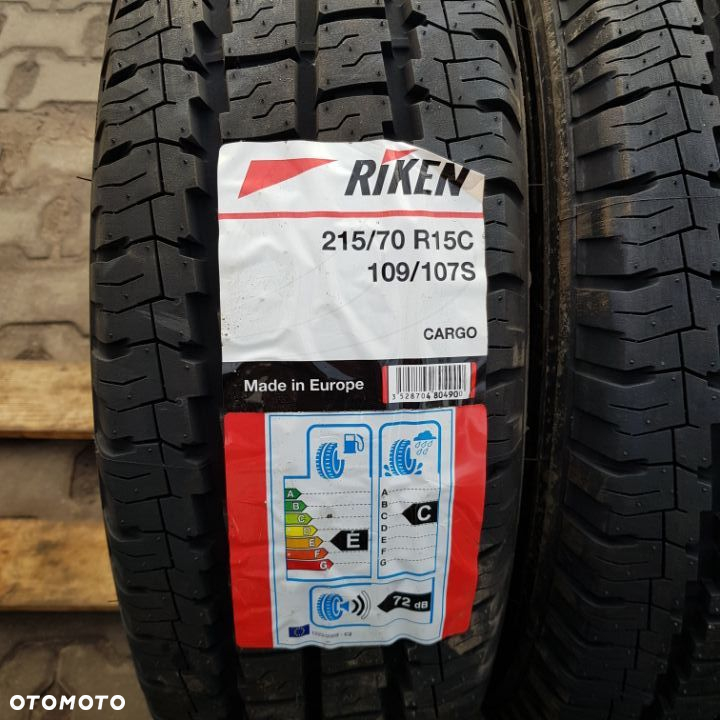 RIKEN
215/70 R15C
109/107S
CARGO
Made in Europe
3 528704 804900
A
B
C
D
E
F
G
E
A
B
C
D
E
F
G
C
72 dB
OTOMOTO